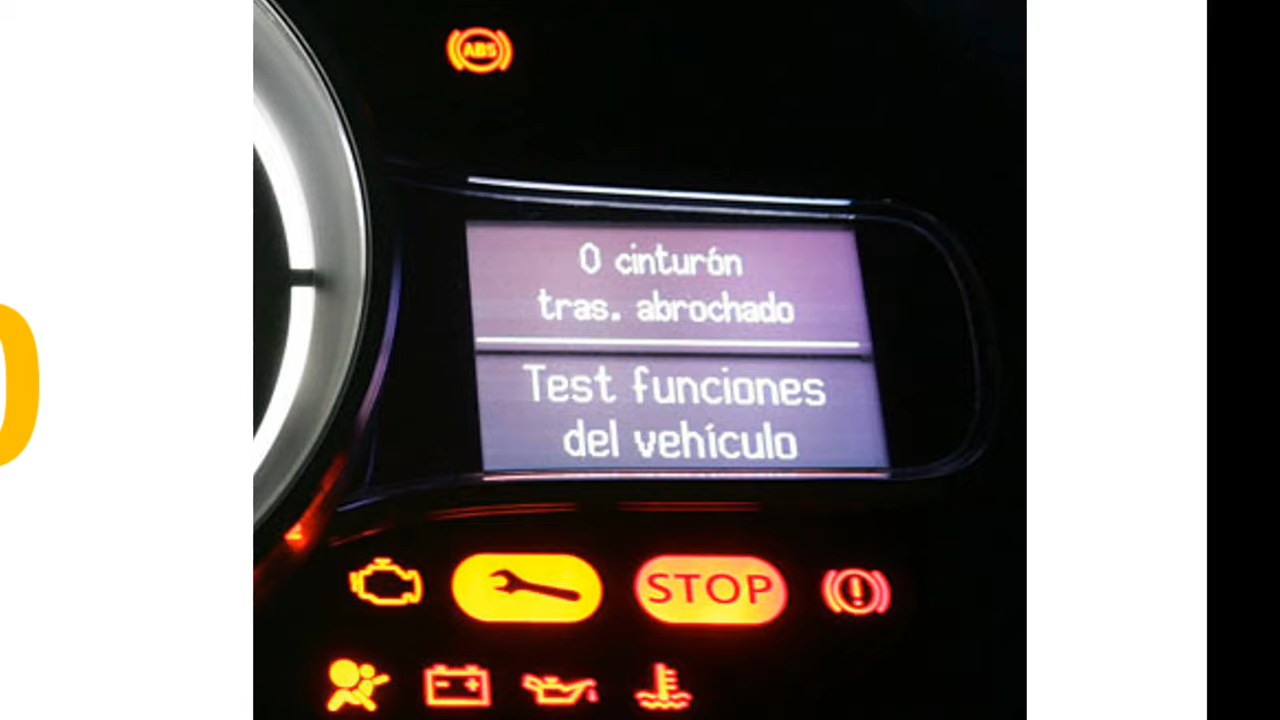 ABS
0 cinturón
tras. abrochado
Test funciones
del vehículo
STOP